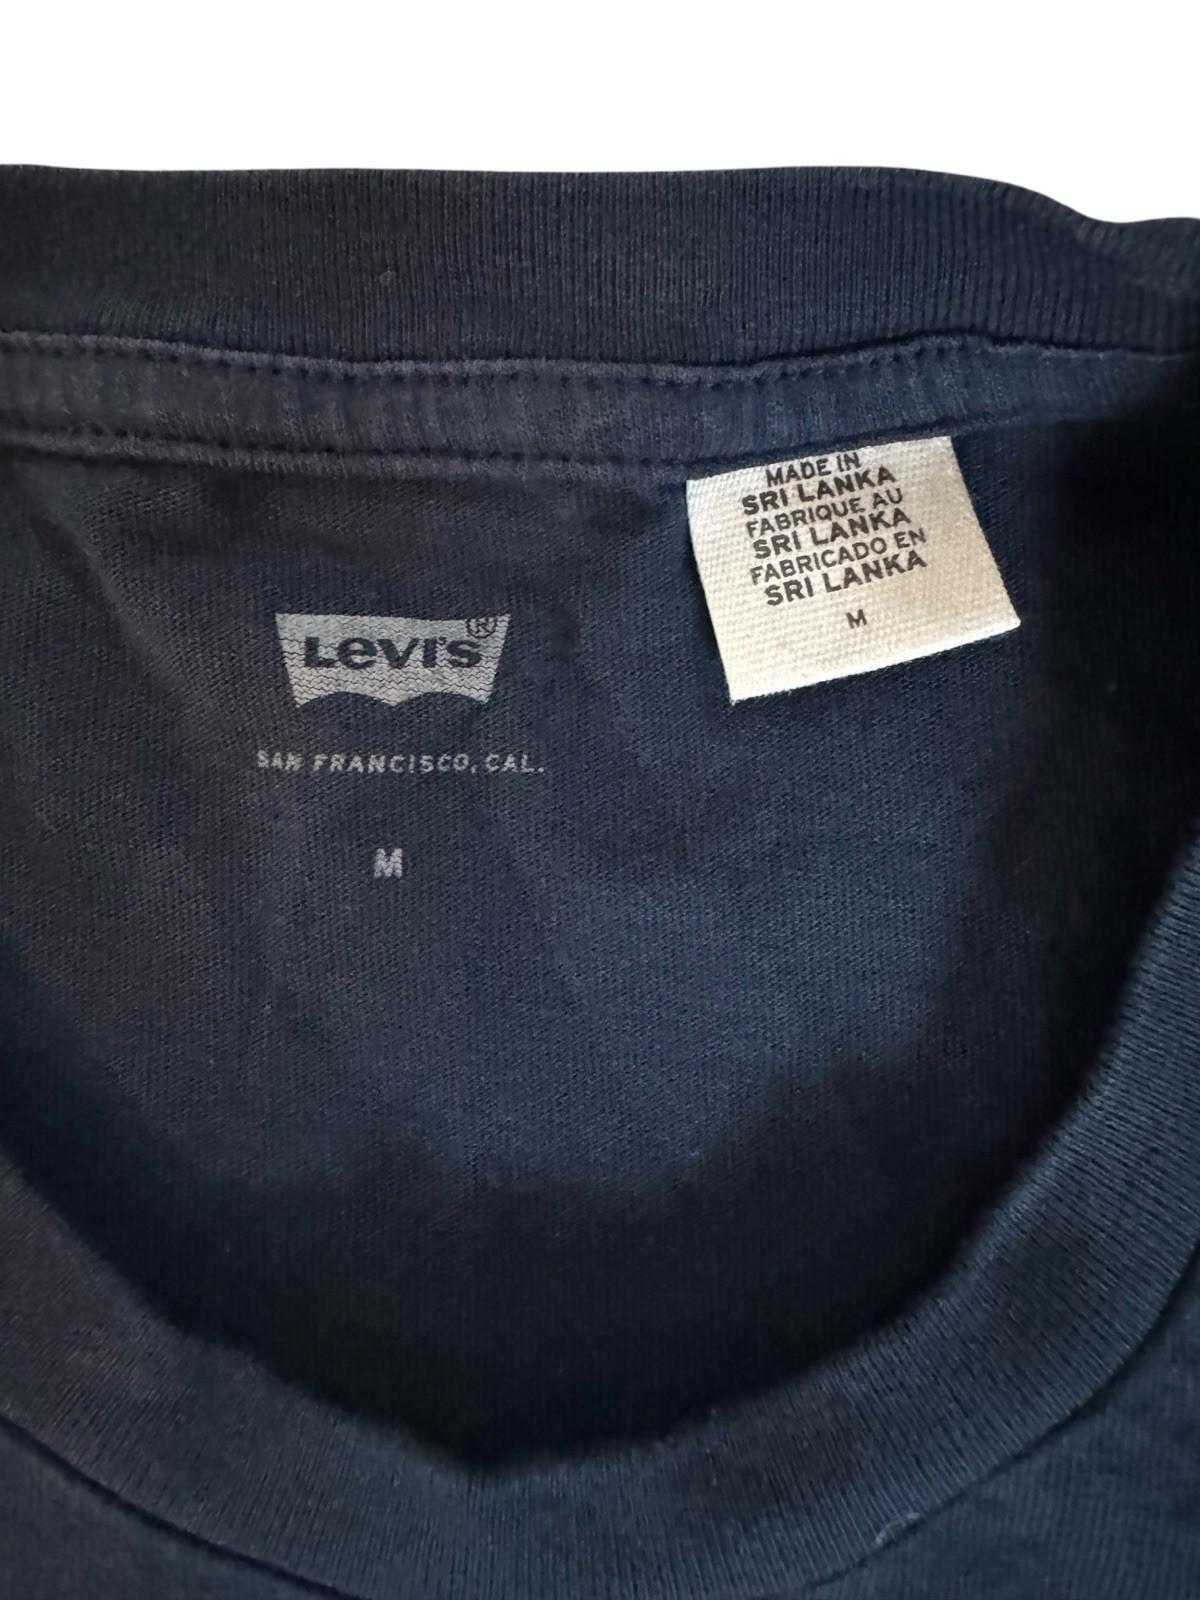 MADE IN
SRI LANKA
FABRIQUE AU
SRI LANKA
FABRICADO EN
SRI LANKA
M
Levi's®
SAN FRANCISCO, CAL.
M